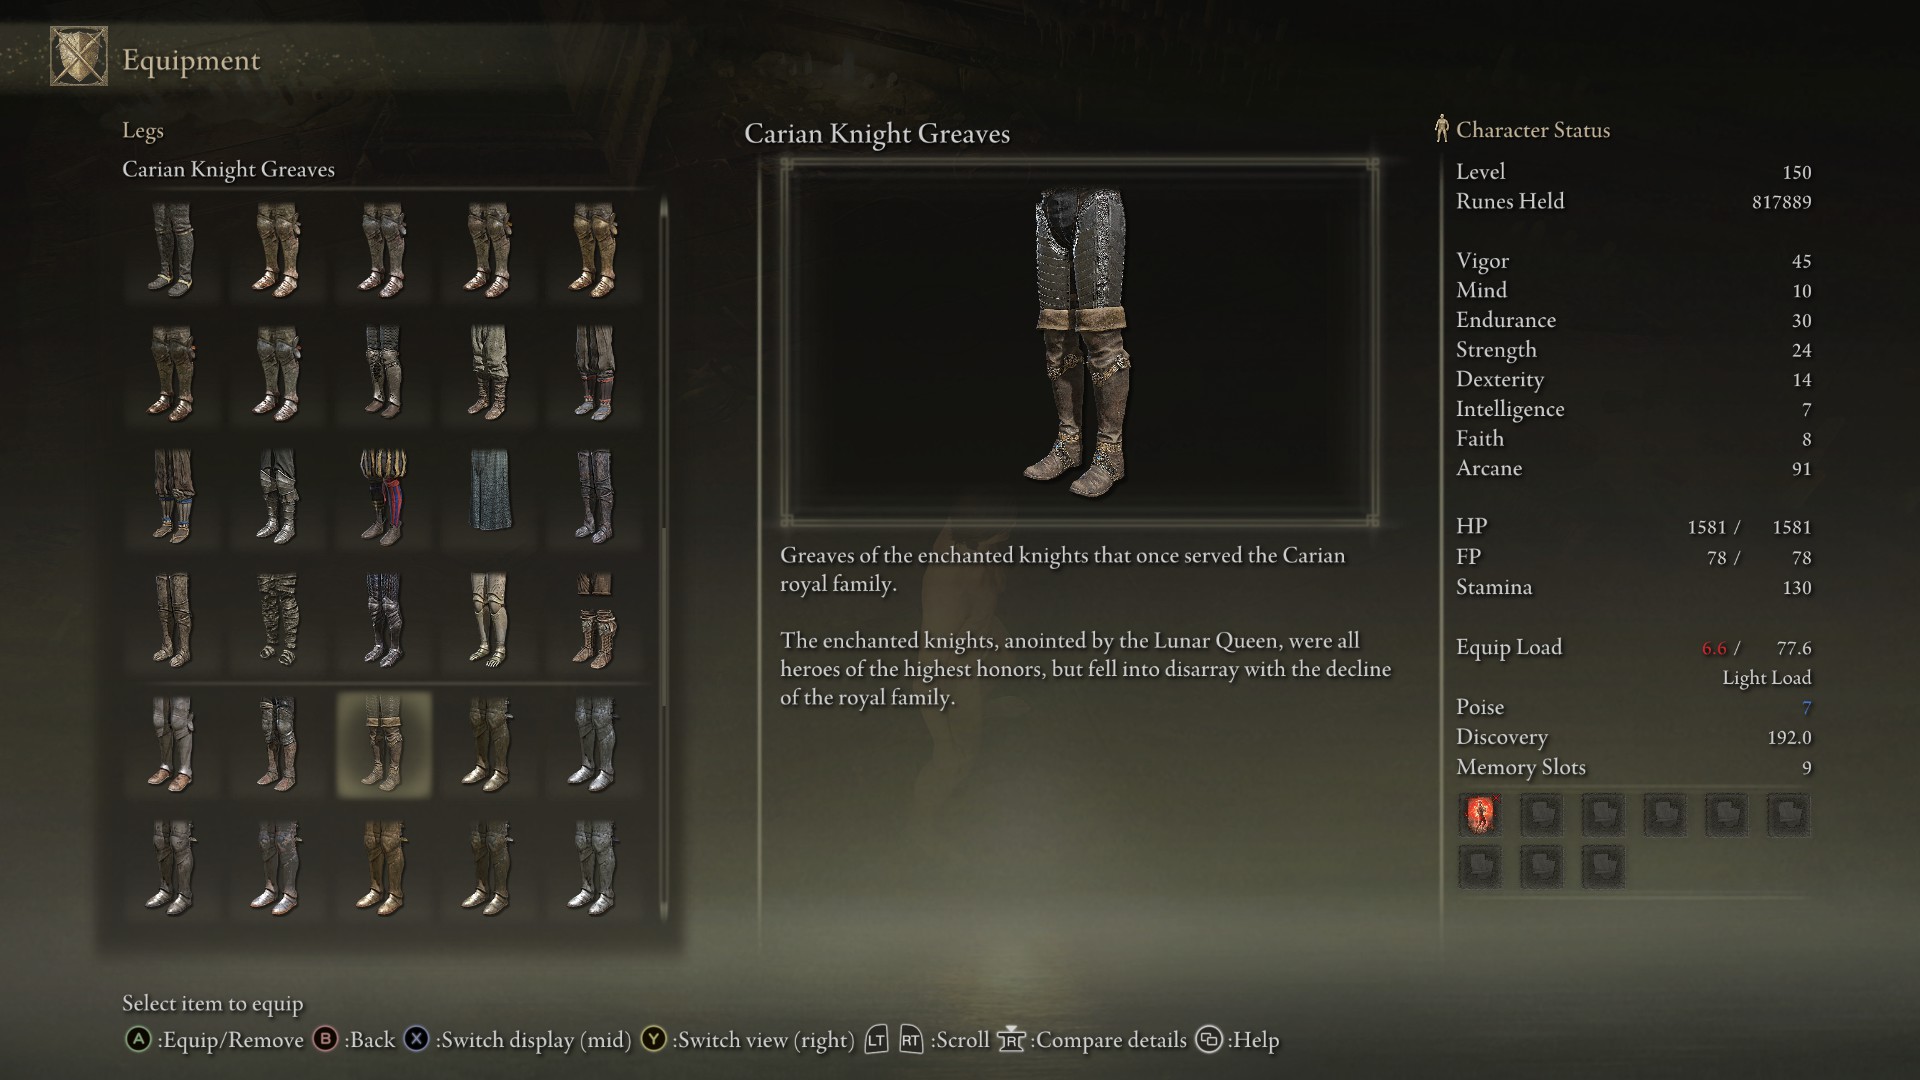 Equipment
Legs
Carian Knight Greaves
Carian Knight Greaves
Greaves of the enchanted knights that once served the Carian
royal family.
The enchanted knights, anointed by the Lunar Queen, were all
heroes of the highest honors, but fell into disarray with the decline
of the royal family.
Character Status
Level 150
Runes Held 817889
Vigor 45
Mind 10
Endurance 30
Strength 24
Dexterity 14
Intelligence 7
Faith 8
Arcane 91
HP 1581 / 1581
FP 78 / 78
Stamina 130
Equip Load 6.6 / 77.6
Light Load
Poise 7
Discovery 192.0
Memory Slots 9
Select item to equip
A :Equip/Remove B :Back X :Switch display (mid) Y :Switch view (right) LT RT :Scroll R :Compare details :Help